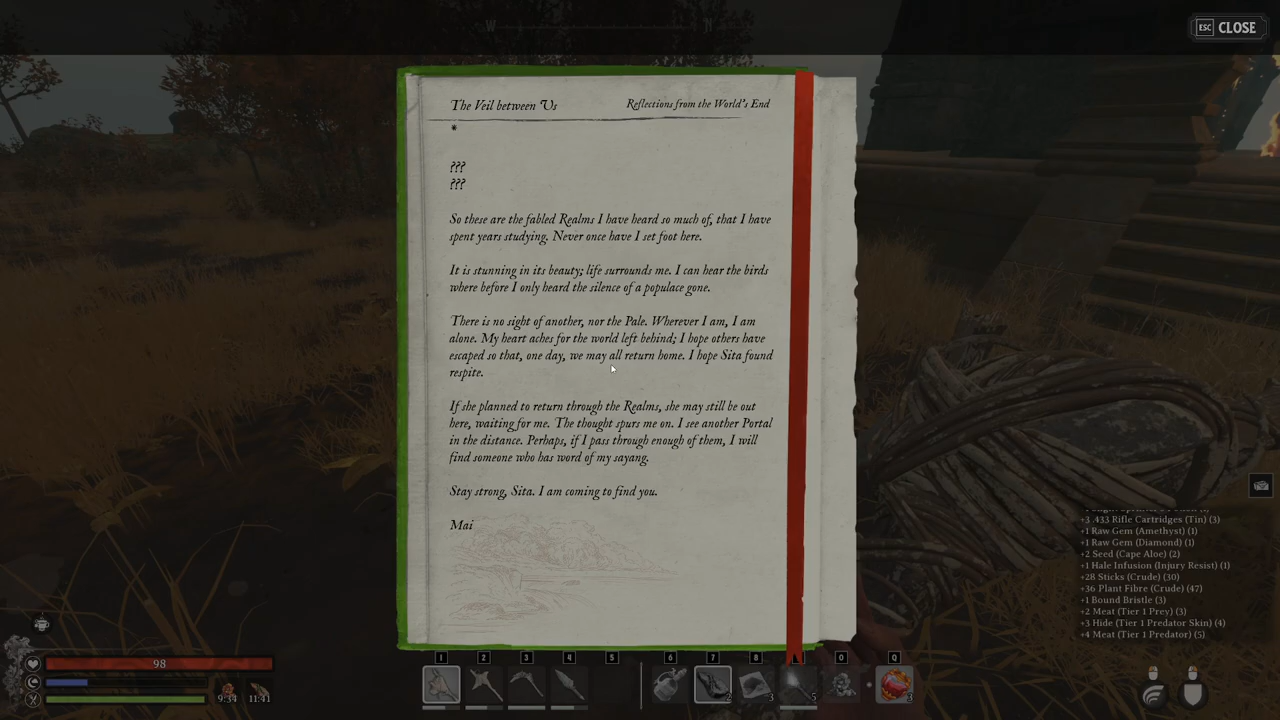 W N
ESC CLOSE
The Veil between Us Reflections from the World's End
*
???
???
So these are the fabled Realms I have heard so much of, that I have
spent years studying. Never once have I set foot here.
It is stunning in its beauty; life surrounds me. I can hear the birds
where before I only heard the silence of a populace gone.
There is no sight of another, nor the Pale. Wherever I am, I am
alone. My heart aches for the world left behind; I hope others have
escaped so that, one day, we may all return home. I hope Sita found
respite.
If she planned to return through the Realms, she may still be out
here, waiting for me. The thought spurs me on. I see another Portal
in the distance. Perhaps, if I pass through enough of them, I will
find someone who has word of my sayang.
Stay strong, Sita. I am coming to find you.
Mai
+3 .433 Rifle Cartridges (Tin) (3)
+1 Raw Gem (Amethyst) (1)
+1 Raw Gem (Diamond) (1)
+2 Seed (Cape Aloe) (2)
+1 Hale Infusion (Injury Resist) (1)
+28 Sticks (Crude) (30)
+36 Plant Fibre (Crude) (47)
+1 Bound Bristle (3)
+2 Meat (Tier 1 Prey) (3)
+3 Hide (Tier 1 Predator Skin) (4)
+4 Meat (Tier 1 Predator) (5)
98
9:34 11:41
1 2 3 4 5 6 7 8 0 Q
2 3 5 3